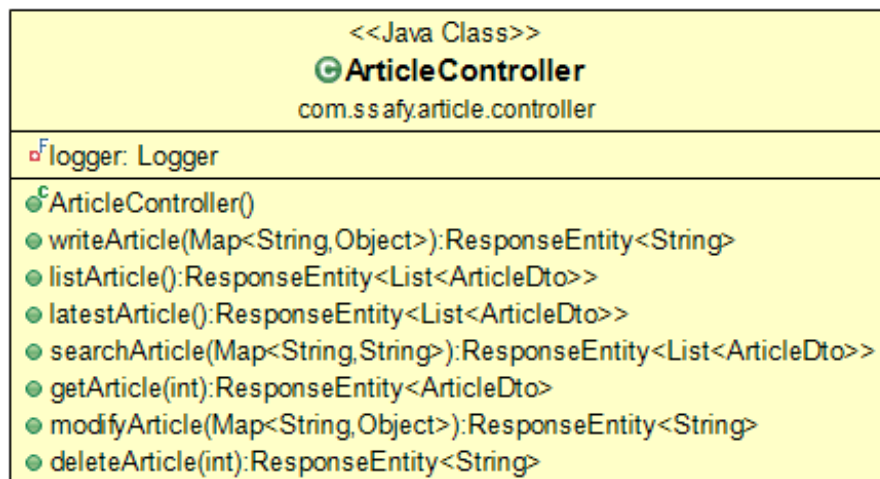 <<Java Class>>
ArticleController
com.ssafy.article.controller
logger: Logger
ArticleController()
writeArticle(Map<String,Object>):ResponseEntity<String>
listArticle():ResponseEntity<List<ArticleDto>>
latestArticle():ResponseEntity<List<ArticleDto>>
searchArticle(Map<String,String>):ResponseEntity<List<ArticleDto>>
getArticle(int):ResponseEntity<ArticleDto>
modifyArticle(Map<String,Object>):ResponseEntity<String>
deleteArticle(int):ResponseEntity<String>